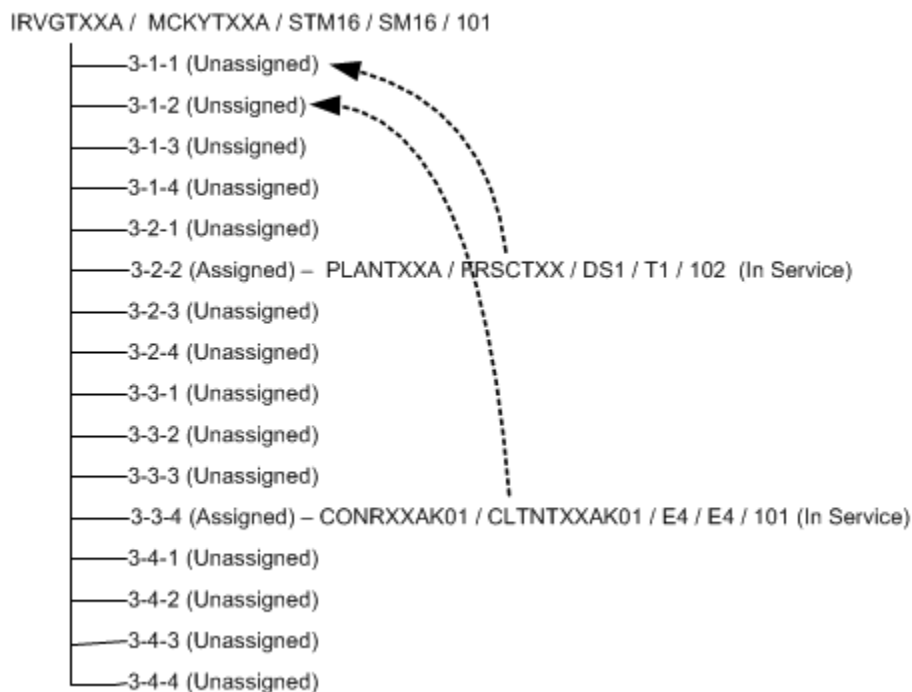 IRVGTXXA / MCKYTXXA / STM16 / SM16 / 101
3-1-1 (Unassigned)
3-1-2 (Unssigned)
3-1-3 (Unssigned)
3-1-4 (Unassigned)
3-2-1 (Unassigned)
3-2-2 (Assigned) – PLANTXXA / FRSCTXX / DS1 / T1 / 102 (In Service)
3-2-3 (Unassigned)
3-2-4 (Unassigned)
3-3-1 (Unassigned)
3-3-2 (Unassigned)
3-3-3 (Unassigned)
3-3-4 (Assigned) – CONRXXAK01 / CLTNTXXAK01 / E4 / E4 / 101 (In Service)
3-4-1 (Unassigned)
3-4-2 (Unassigned)
3-4-3 (Unassigned)
3-4-4 (Unassigned)